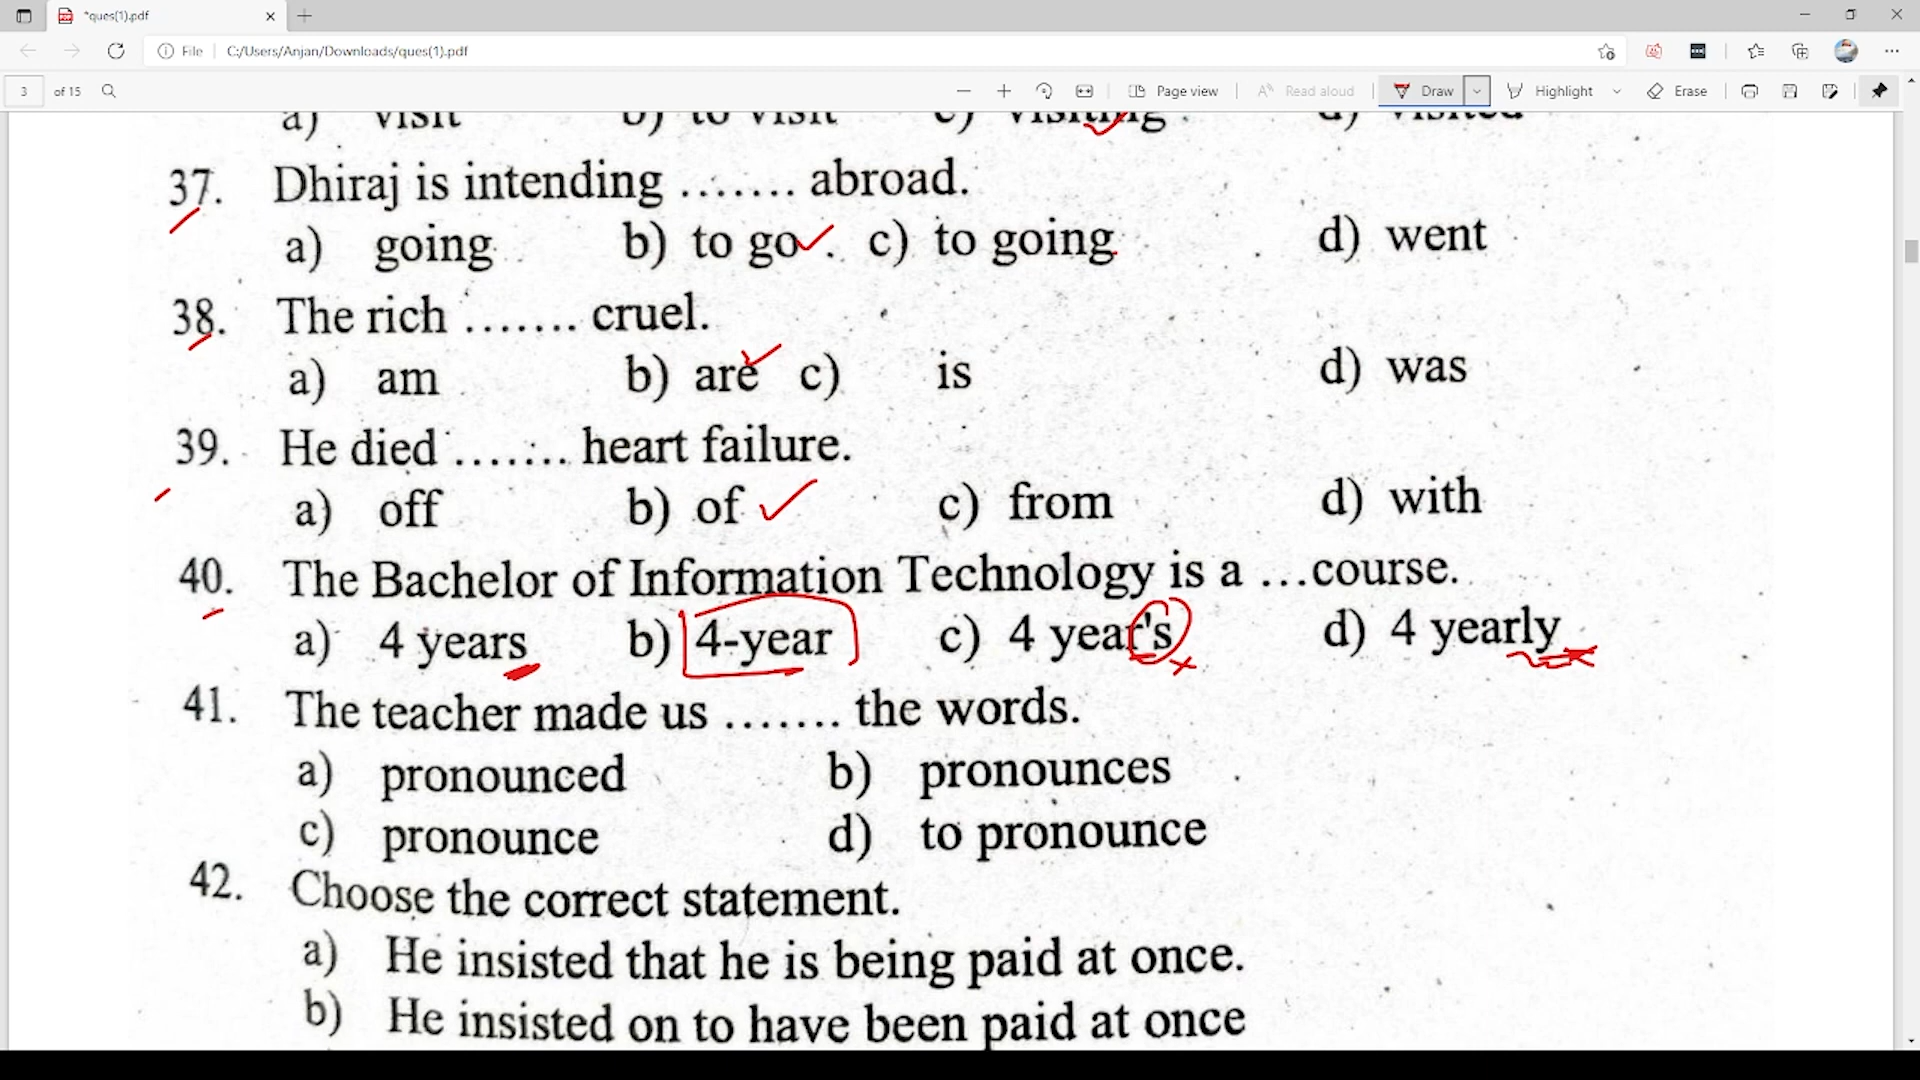 *ques(1).pdf
File C:/Users/Anjan/Downloads/ques(1).pdf
3 of 15 Page view Read aloud Draw Highlight Erase
a) visit b) to visit c) visiting d) visited
37. Dhiraj is intending ....... abroad.
a) going b) to go c) to going d) went
38. The rich ....... cruel.
a) am b) are c) is d) was
39. He died ....... heart failure.
a) off b) of c) from d) with
40. The Bachelor of Information Technology is a ...course.
a) 4 years b) 4-year c) 4 year's d) 4 yearly
41. The teacher made us ....... the words.
a) pronounced b) pronounces
c) pronounce d) to pronounce
42. Choose the correct statement.
a) He insisted that he is being paid at once.
b) He insisted on to have been paid at once